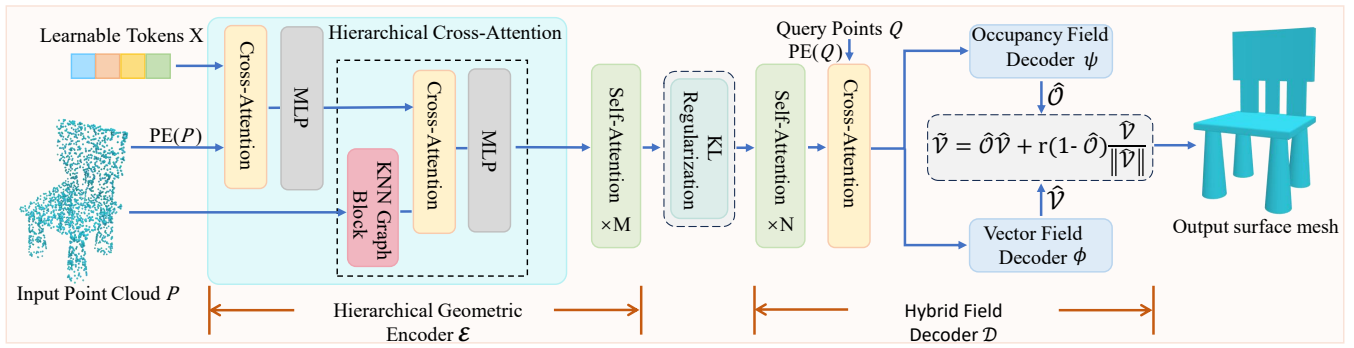 Learnable Tokens X
PE(P)
Input Point Cloud P
Hierarchical Cross-Attention
Cross-Attention
MLP
KNN Graph
Block
Cross-Attention
MLP
Self-Attention
×M
KL
Regularization
Self-Attention
×N
Query Points Q
PE(Q)
Cross-Attention
Occupancy Field
Decoder ψ
Ô
Ṽ = ÔV̂ + r(1- Ô) V̂ / ‖V̂‖
V̂
Vector Field
Decoder ϕ
Output surface mesh
Hierarchical Geometric
Encoder ℰ
Hybrid Field
Decoder 𝒟